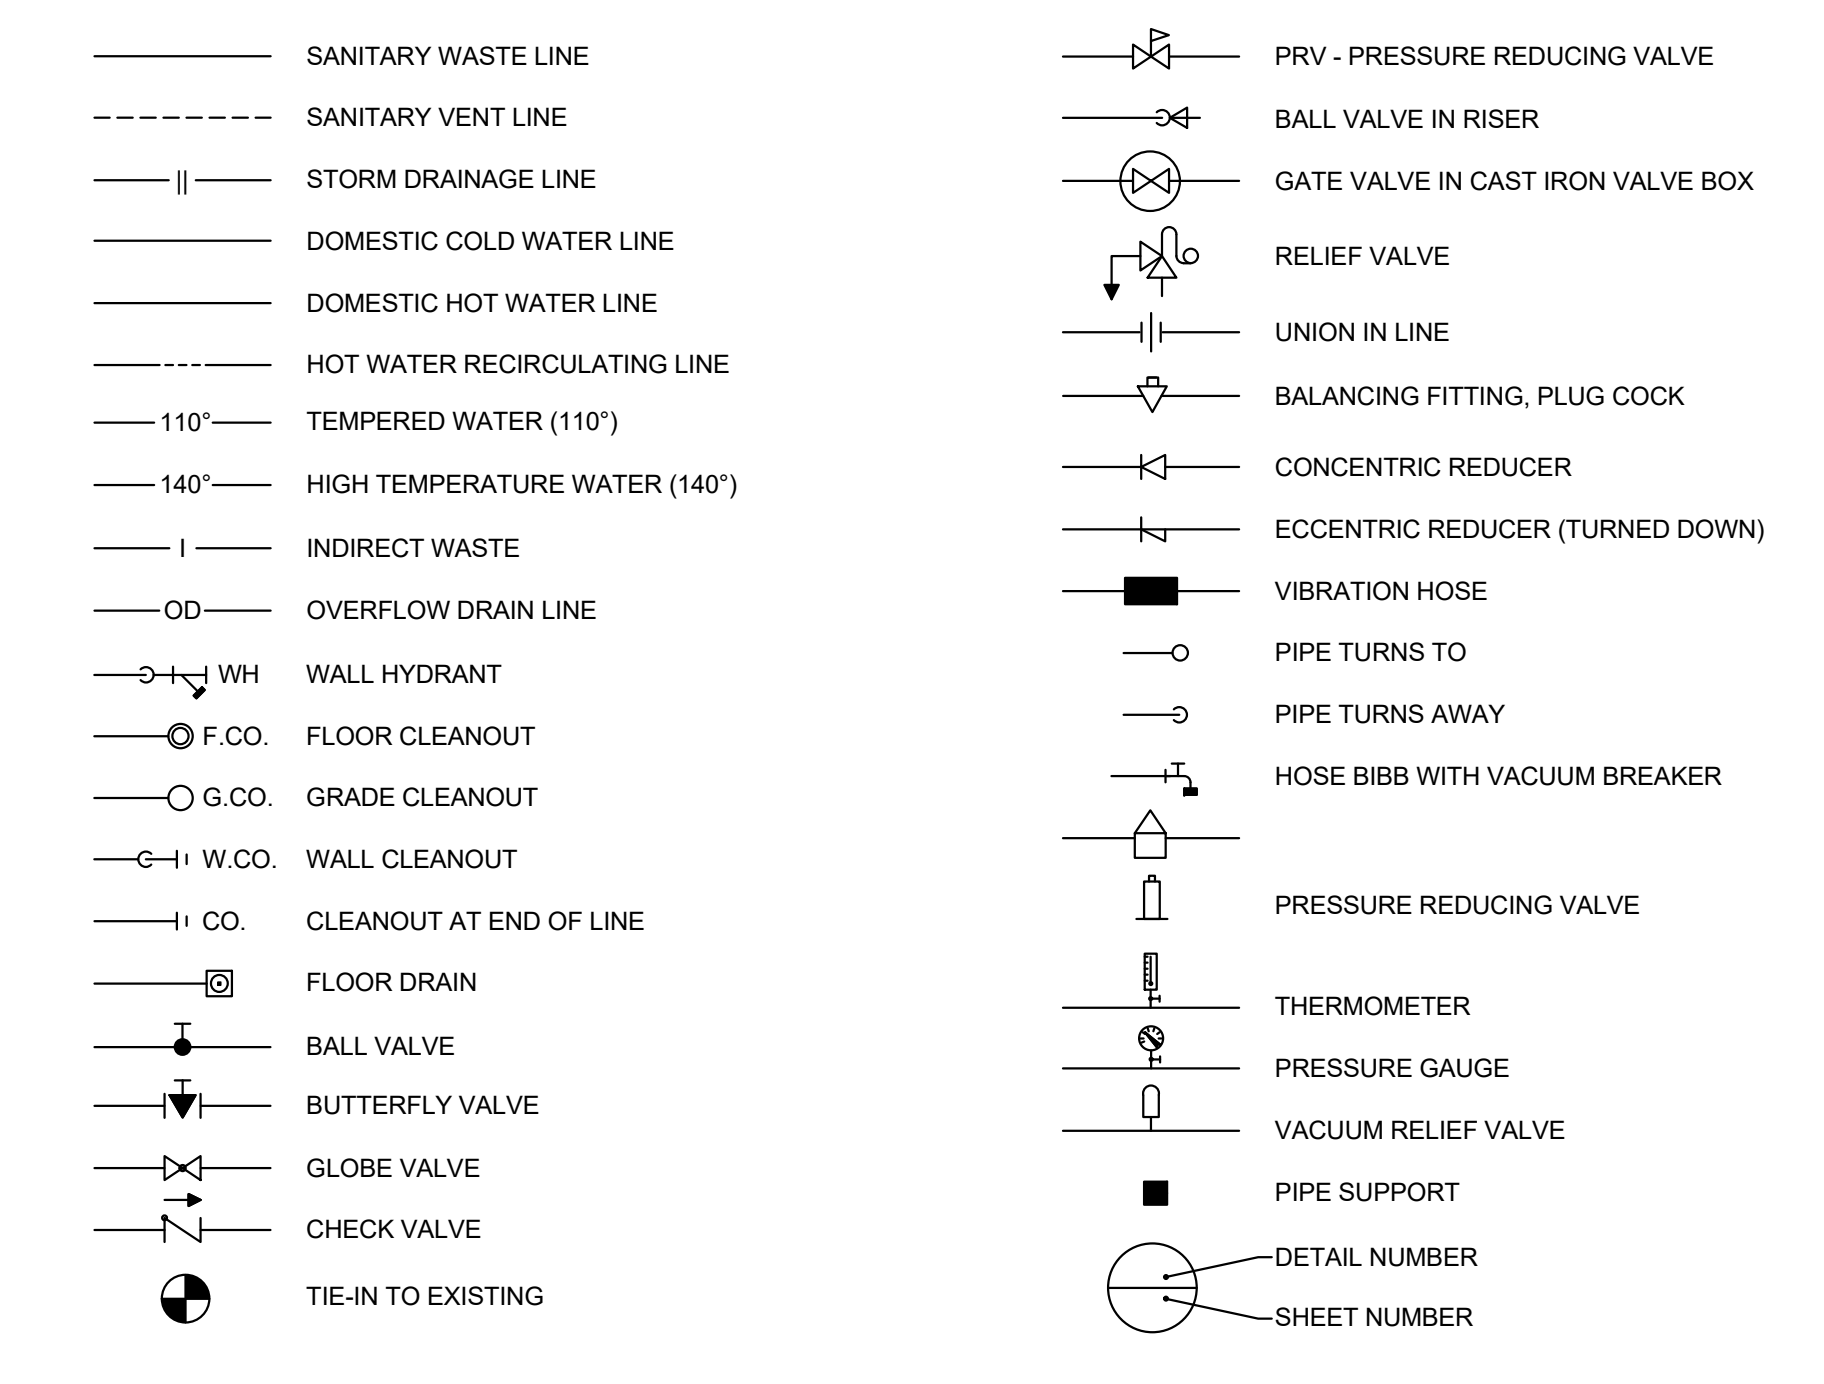 SANITARY WASTE LINE
SANITARY VENT LINE
|| STORM DRAINAGE LINE
DOMESTIC COLD WATER LINE
DOMESTIC HOT WATER LINE
HOT WATER RECIRCULATING LINE
110° TEMPERED WATER (110°)
140° HIGH TEMPERATURE WATER (140°)
I INDIRECT WASTE
OD OVERFLOW DRAIN LINE
WH WALL HYDRANT
F.CO. FLOOR CLEANOUT
G.CO. GRADE CLEANOUT
W.CO. WALL CLEANOUT
CO. CLEANOUT AT END OF LINE
FLOOR DRAIN
BALL VALVE
BUTTERFLY VALVE
GLOBE VALVE
CHECK VALVE
TIE-IN TO EXISTING
PRV - PRESSURE REDUCING VALVE
BALL VALVE IN RISER
GATE VALVE IN CAST IRON VALVE BOX
RELIEF VALVE
UNION IN LINE
BALANCING FITTING, PLUG COCK
CONCENTRIC REDUCER
ECCENTRIC REDUCER (TURNED DOWN)
VIBRATION HOSE
PIPE TURNS TO
PIPE TURNS AWAY
HOSE BIBB WITH VACUUM BREAKER
PRESSURE REDUCING VALVE
THERMOMETER
PRESSURE GAUGE
VACUUM RELIEF VALVE
PIPE SUPPORT
DETAIL NUMBER
SHEET NUMBER